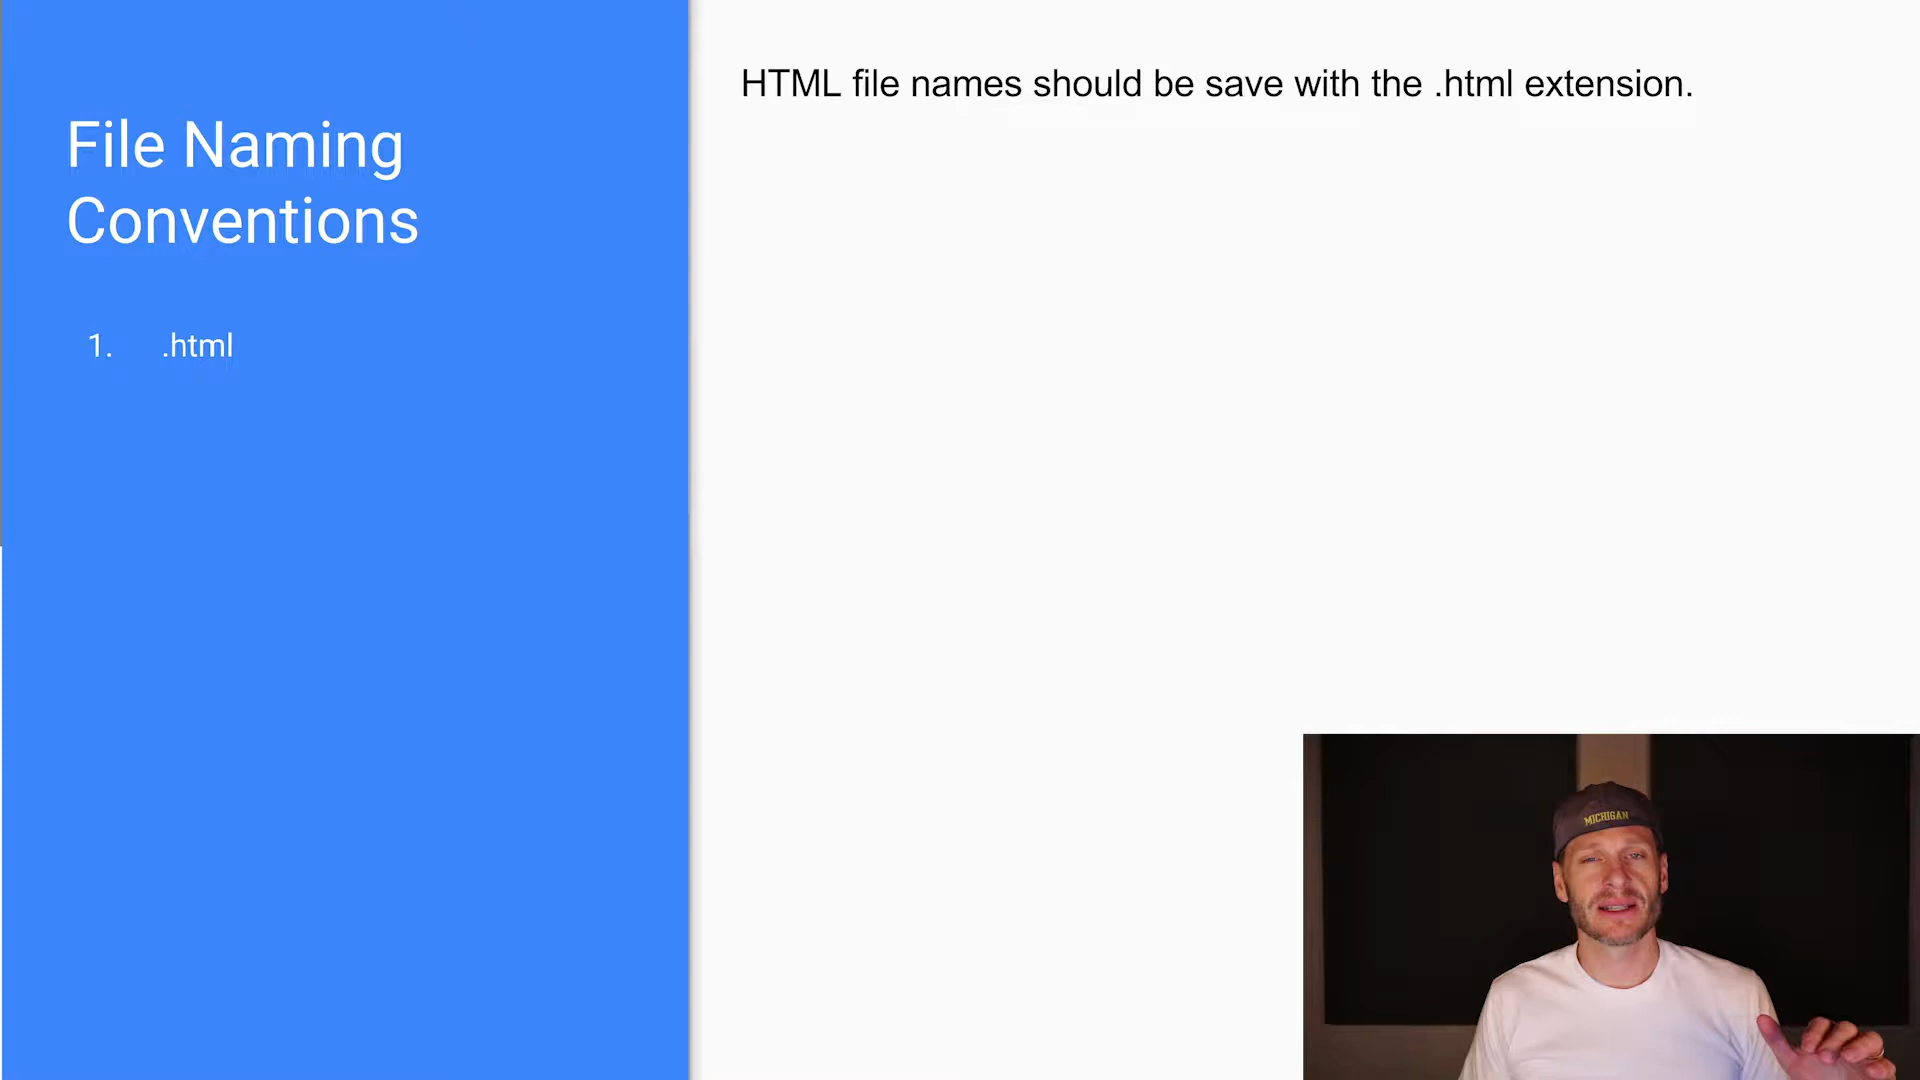 File Naming
Conventions
1. .html
HTML file names should be save with the .html extension.
MICHIGAN